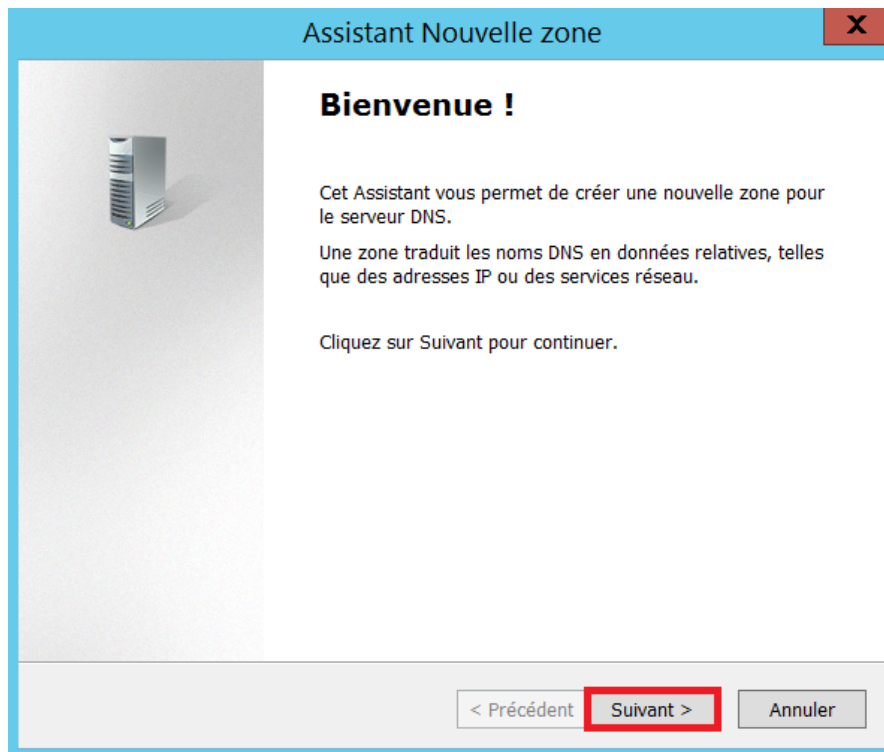 Assistant Nouvelle zone
X
Bienvenue !
Cet Assistant vous permet de créer une nouvelle zone pour
le serveur DNS.
Une zone traduit les noms DNS en données relatives, telles
que des adresses IP ou des services réseau.
Cliquez sur Suivant pour continuer.
< Précédent
Suivant >
Annuler